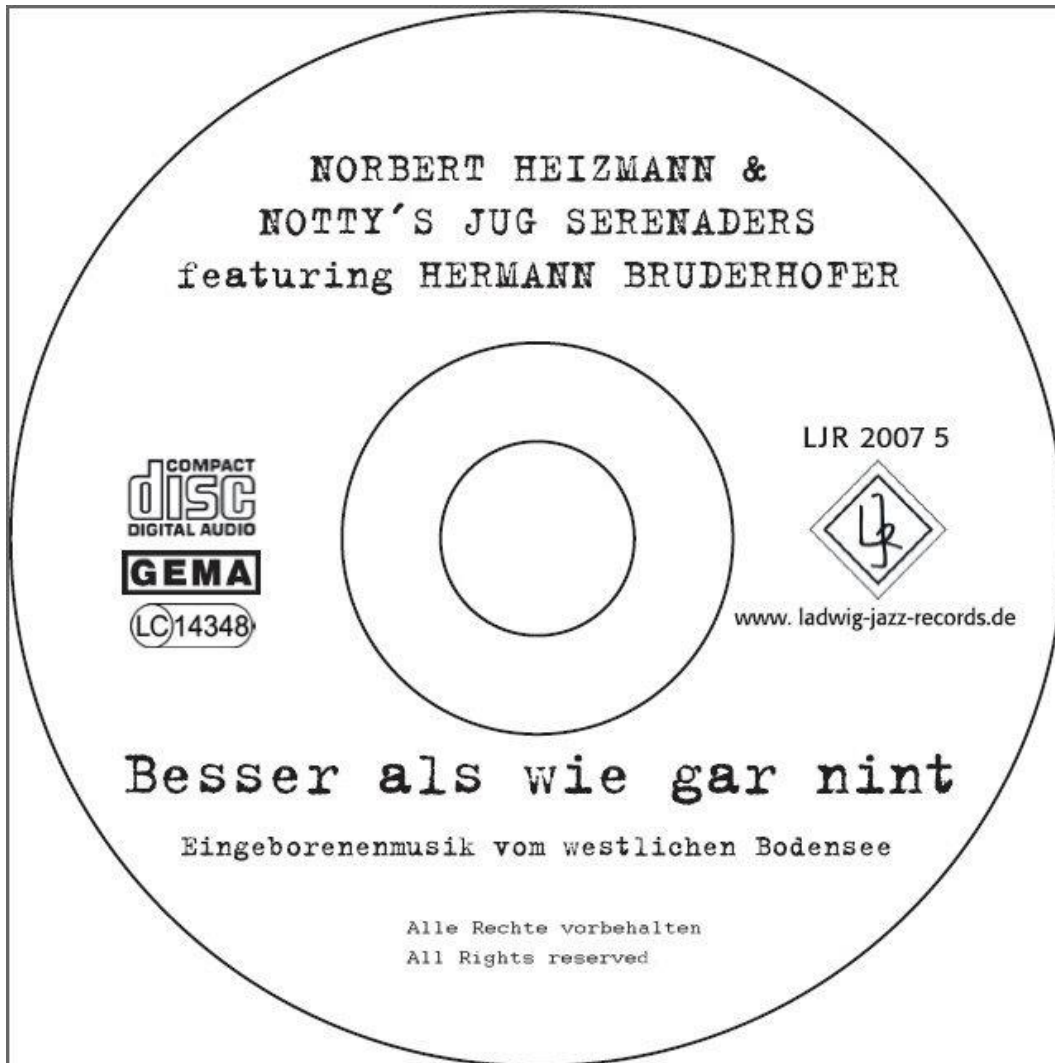 NORBERT HEIZMANN &
NOTTY´S JUG SERENADERS
featuring HERMANN BRUDERHOFER
COMPACT
disc
DIGITAL AUDIO
GEMA
LC 14348
LJR 2007 5
LJR
www. ladwig-jazz-records.de
Besser als wie gar nint
Eingeborenenmusik vom westlichen Bodensee
Alle Rechte vorbehalten
All Rights reserved